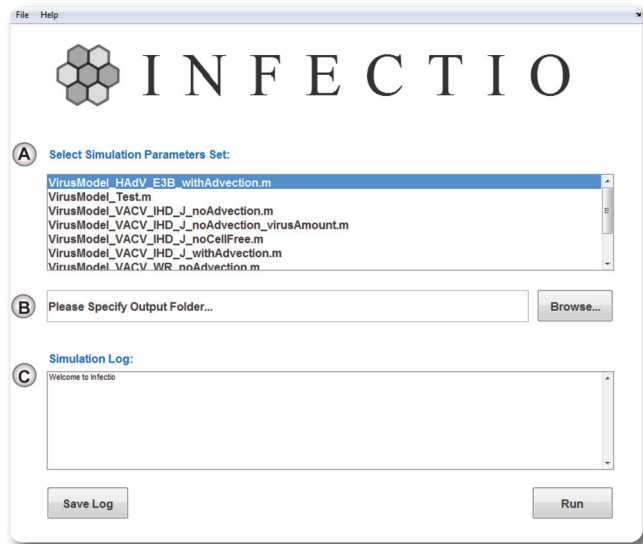 File Help
INFECTIO
A Select Simulation Parameters Set:
VirusModel_HAdV_E3B_withAdvection.m
VirusModel_Test.m
VirusModel_VACV_IHD_J_noAdvection.m
VirusModel_VACV_IHD_J_noAdvection_virusAmount.m
VirusModel_VACV_IHD_J_noCellFree.m
VirusModel_VACV_IHD_J_withAdvection.m
VirusModel_VACV_WR_noAdvection.m
B Please Specify Output Folder... Browse...
Simulation Log:
C Welcome to Infectio
Save Log Run